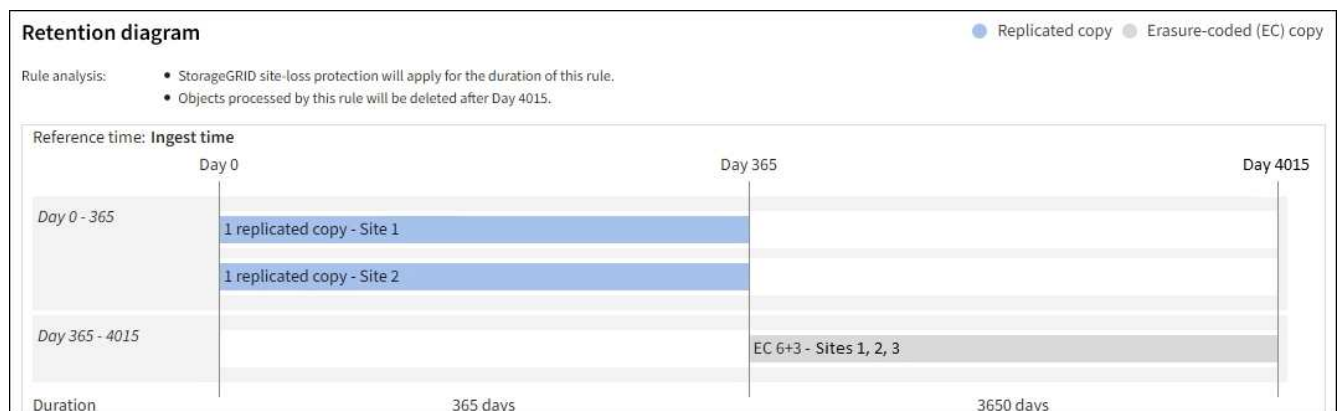 Retention diagram
Replicated copy Erasure-coded (EC) copy
Rule analysis:
• StorageGRID site-loss protection will apply for the duration of this rule.
• Objects processed by this rule will be deleted after Day 4015.
Reference time: Ingest time
Day 0 Day 365 Day 4015
Day 0 - 365
1 replicated copy - Site 1
1 replicated copy - Site 2
Day 365 - 4015
EC 6+3 - Sites 1, 2, 3
Duration 365 days 3650 days